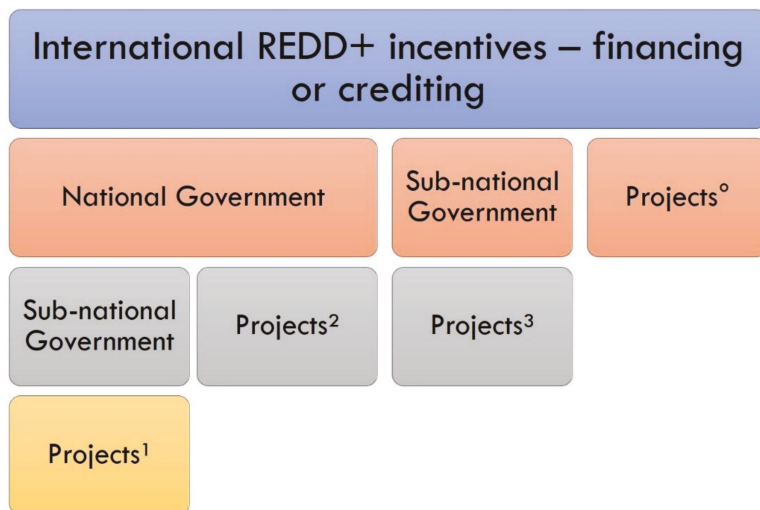 International REDD+ incentives – financing
or crediting
National Government
Sub-national
Government
Projects°
Sub-national
Government
Projects²
Projects³
Projects¹